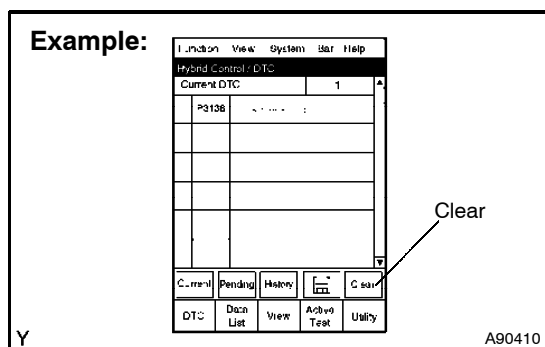 Example:
Function View System Bar Help
Hybrid Control / DTC
Current DTC 1
P3136
Clear
Current Pending History Clear
DTC Data List View Active Test Utility
Y
A90410